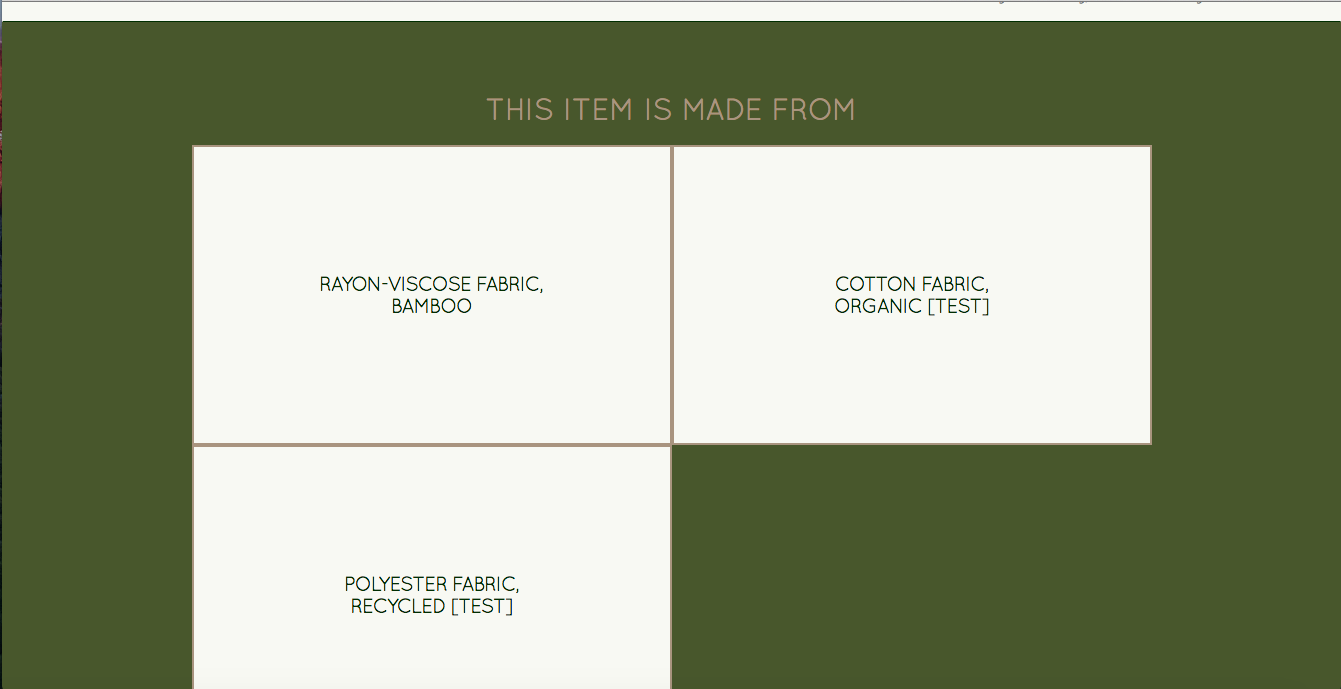 THIS ITEM IS MADE FROM
RAYON-VISCOSE FABRIC,
BAMBOO
COTTON FABRIC,
ORGANIC [TEST]
POLYESTER FABRIC,
RECYCLED [TEST]